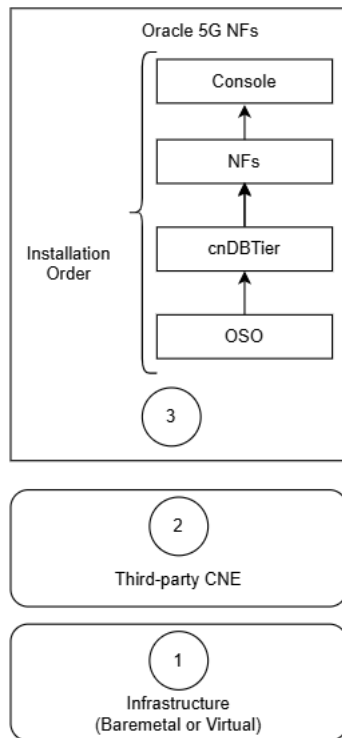 Oracle 5G NFs
Console
NFs
Installation
Order
cnDBTier
OSO
3
2
Third-party CNE
1
Infrastructure
(Baremetal or Virtual)